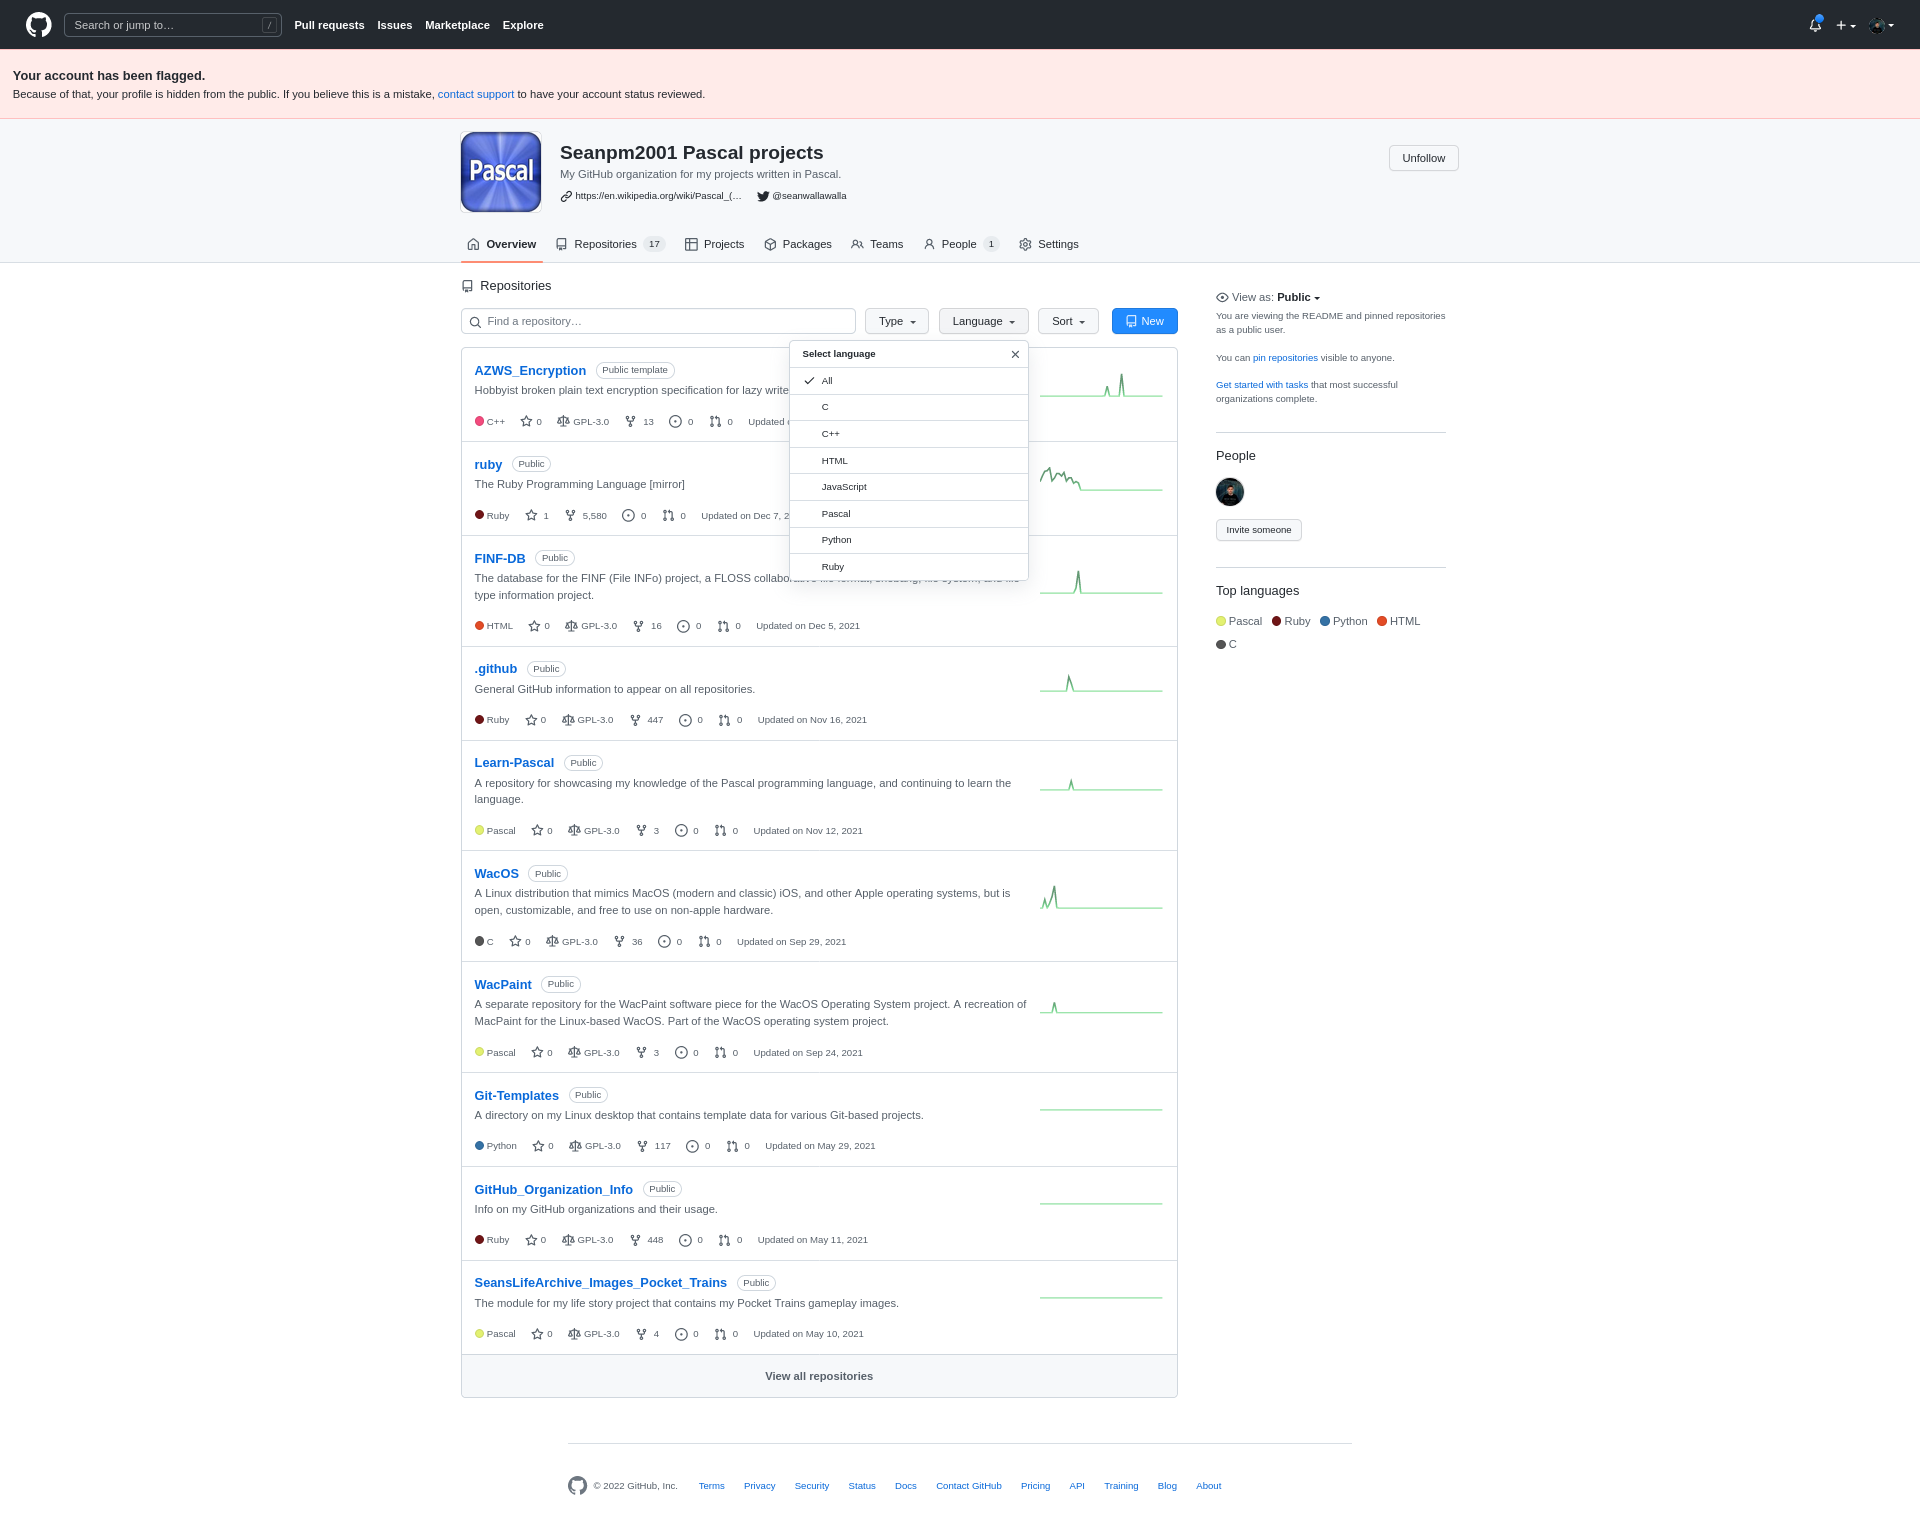 Search or jump to… /
Pull requests Issues Marketplace Explore
Your account has been flagged.
Because of that, your profile is hidden from the public. If you believe this is a mistake, contact support to have your account status reviewed.
Pascal
Seanpm2001 Pascal projects
My GitHub organization for my projects written in Pascal.
https://en.wikipedia.org/wiki/Pascal_(… @seanwallawalla
Unfollow
Overview Repositories 17 Projects Packages Teams People 1 Settings
Repositories
Find a repository… Type Language Sort New
Select language
All
C
C++
HTML
JavaScript
Pascal
Python
Ruby
AZWS_Encryption Public template
Hobbyist broken plain text encryption specification for lazy write
C++ 0 GPL-3.0 13 0 0 Updated
ruby Public
The Ruby Programming Language [mirror]
Ruby 1 5,580 0 0 Updated on Dec 7, 2
FINF-DB Public
The database for the FINF (File INFo) project, a FLOSS collaborative file format, shebang, file system, and file
type information project.
HTML 0 GPL-3.0 16 0 0 Updated on Dec 5, 2021
.github Public
General GitHub information to appear on all repositories.
Ruby 0 GPL-3.0 447 0 0 Updated on Nov 16, 2021
Learn-Pascal Public
A repository for showcasing my knowledge of the Pascal programming language, and continuing to learn the
language.
Pascal 0 GPL-3.0 3 0 0 Updated on Nov 12, 2021
WacOS Public
A Linux distribution that mimics MacOS (modern and classic) iOS, and other Apple operating systems, but is
open, customizable, and free to use on non-apple hardware.
C 0 GPL-3.0 36 0 0 Updated on Sep 29, 2021
WacPaint Public
A separate repository for the WacPaint software piece for the WacOS Operating System project. A recreation of
MacPaint for the Linux-based WacOS. Part of the WacOS operating system project.
Pascal 0 GPL-3.0 3 0 0 Updated on Sep 24, 2021
Git-Templates Public
A directory on my Linux desktop that contains template data for various Git-based projects.
Python 0 GPL-3.0 117 0 0 Updated on May 29, 2021
GitHub_Organization_Info Public
Info on my GitHub organizations and their usage.
Ruby 0 GPL-3.0 448 0 0 Updated on May 11, 2021
SeansLifeArchive_Images_Pocket_Trains Public
The module for my life story project that contains my Pocket Trains gameplay images.
Pascal 0 GPL-3.0 4 0 0 Updated on May 10, 2021
View all repositories
View as: Public
You are viewing the README and pinned repositories
as a public user.
You can pin repositories visible to anyone.
Get started with tasks that most successful
organizations complete.
People
Invite someone
Top languages
Pascal Ruby Python HTML
C
© 2022 GitHub, Inc. Terms Privacy Security Status Docs Contact GitHub Pricing API Training Blog About